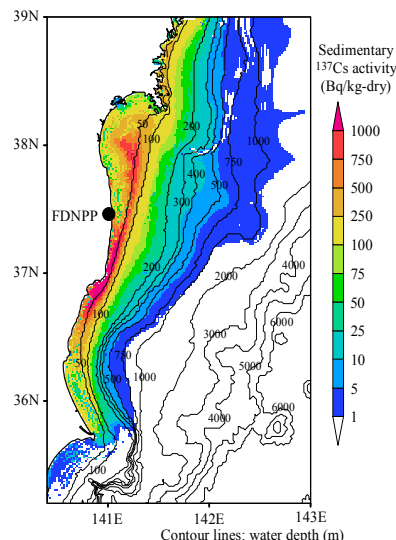 39N
38N
37N
36N
FDNPP
141E
142E
143E
Contour lines: water depth (m)
Sedimentary
¹³⁷Cs activity
(Bq/kg-dry)
1000
750
500
250
100
75
50
25
10
5
1
50
100
200
400
300
500
750
1000
200
2000
4000
6000
3000
5000
100
50
750
500
1000
4000
6000
100